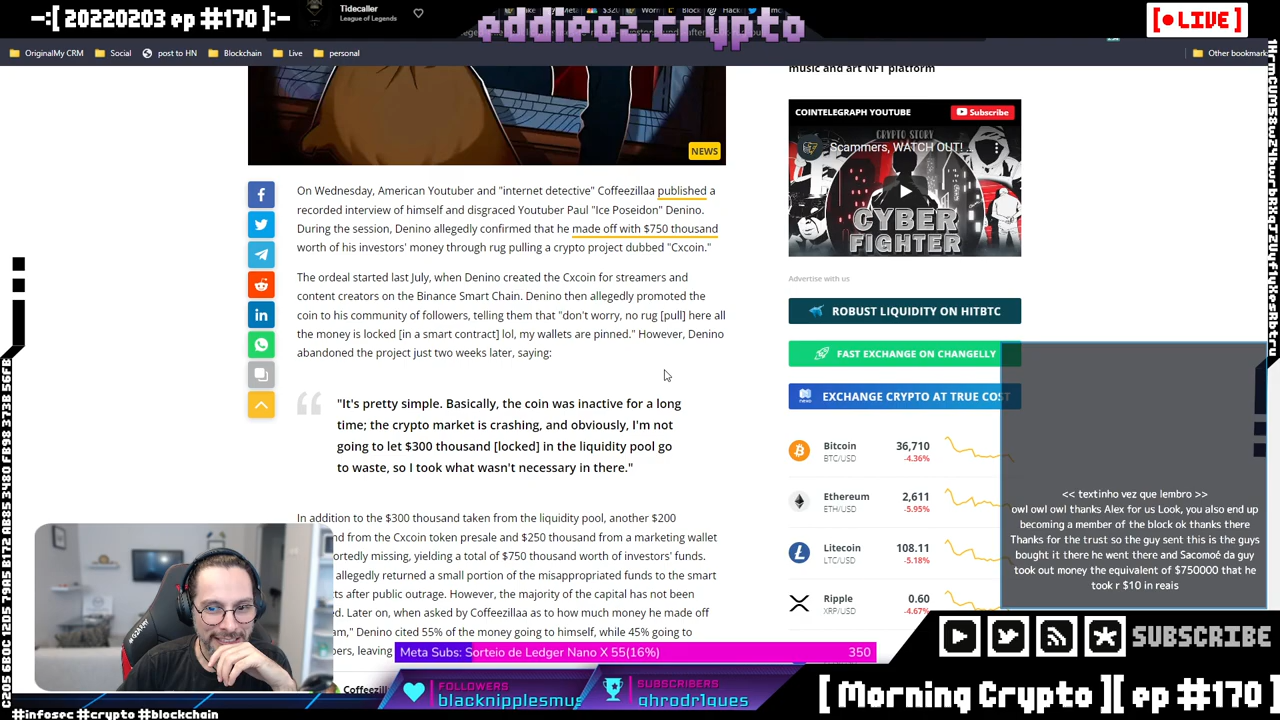 -:[ 20220203 ep #170 ]:-
Tidecaller
League of Legends
eddieoz.crypto
[ • LIVE ]
OriginalMy CRM
Social
post to HN
Blockchain
Live
personal
Other bookmark
music and art NFT platform
NEWS
COINTELEGRAPH YOUTUBE
Subscribe
CRYPTO STORY
Scammers, WATCH OUT! ...
CYBER
FIGHTER
Advertise with us
On Wednesday, American Youtuber and "internet detective" Coffeezillaa published a
recorded interview of himself and disgraced Youtuber Paul "Ice Poseidon" Denino.
During the session, Denino allegedly confirmed that he made off with $750 thousand
worth of his investors' money through rug pulling a crypto project dubbed "Cxcoin."
The ordeal started last July, when Denino created the Cxcoin for streamers and
content creators on the Binance Smart Chain. Denino then allegedly promoted the
coin to his community of followers, telling them that "don't worry, no rug [pull] here all
the money is locked [in a smart contract] lol, my wallets are pinned." However, Denino
abandoned the project just two weeks later, saying:
"It's pretty simple. Basically, the coin was inactive for a long
time; the crypto market is crashing, and obviously, I'm not
going to let $300 thousand [locked] in the liquidity pool go
to waste, so I took what wasn't necessary in there."
In addition to the $300 thousand taken from the liquidity pool, another $200
nd from the Cxcoin token presale and $250 thousand from a marketing wallet
ortedly missing, yielding a total of $750 thousand worth of investors' funds.
allegedly returned a small portion of the misappropriated funds to the smart
cts after public outrage. However, the majority of the capital has not been
d. Later on, when asked by Coffeezillaa as to how much money he made off
am," Denino cited 55% of the money going to himself, while 45% going to
pers, leaving
ROBUST LIQUIDITY ON HITBTC
FAST EXCHANGE ON CHANGELLY
EXCHANGE CRYPTO AT TRUE COST
nexo
Bitcoin 36,710
BTC/USD -4.36%
Ethereum 2,611
ETH/USD -5.95%
Litecoin 108.11
LTC/USD -5.18%
Ripple 0.60
XRP/USD -4.67%
<< textinho vez que lembro >>
owl owl owl thanks Alex for us Look, you also end up
becoming a member of the block ok thanks there
Thanks for the trust so the guy sent this is the guys
bought it there he went there and Sacomoé da guy
took out money the equivalent of $750000 that he
took r $10 in reais
Meta Subs: Sorteio de Ledger Nano X 55(16%) 350
FOLLOWERS
blacknipplesmus
SUBSCRIBERS
qhrodr1ques
SUBSCRIBE
[ Morning Crypto ][ ep #170 ]
#infosec #crypto #blockchain